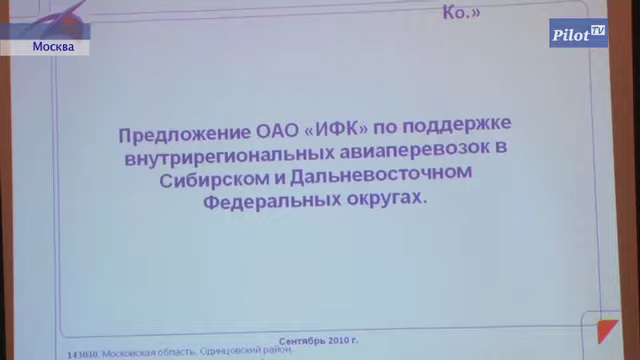 Ко.»
Москва
Pilot TV
Предложение ОАО «ИФК» по поддержке
внутрирегиональных авиаперевозок в
Сибирском и Дальневосточном
Федеральных округах.
Сентябрь 2010 г.
143030, Московская область, Одинцовский район,